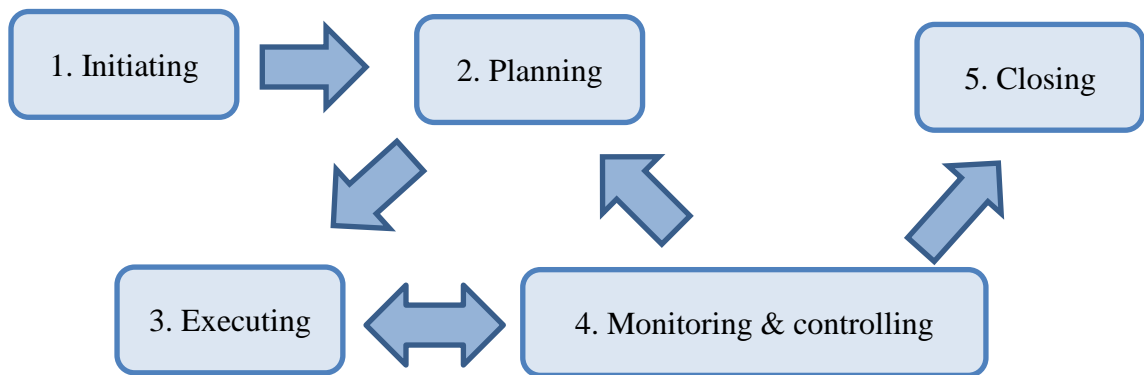 1. Initiating
2. Planning
5. Closing
3. Executing
4. Monitoring & controlling